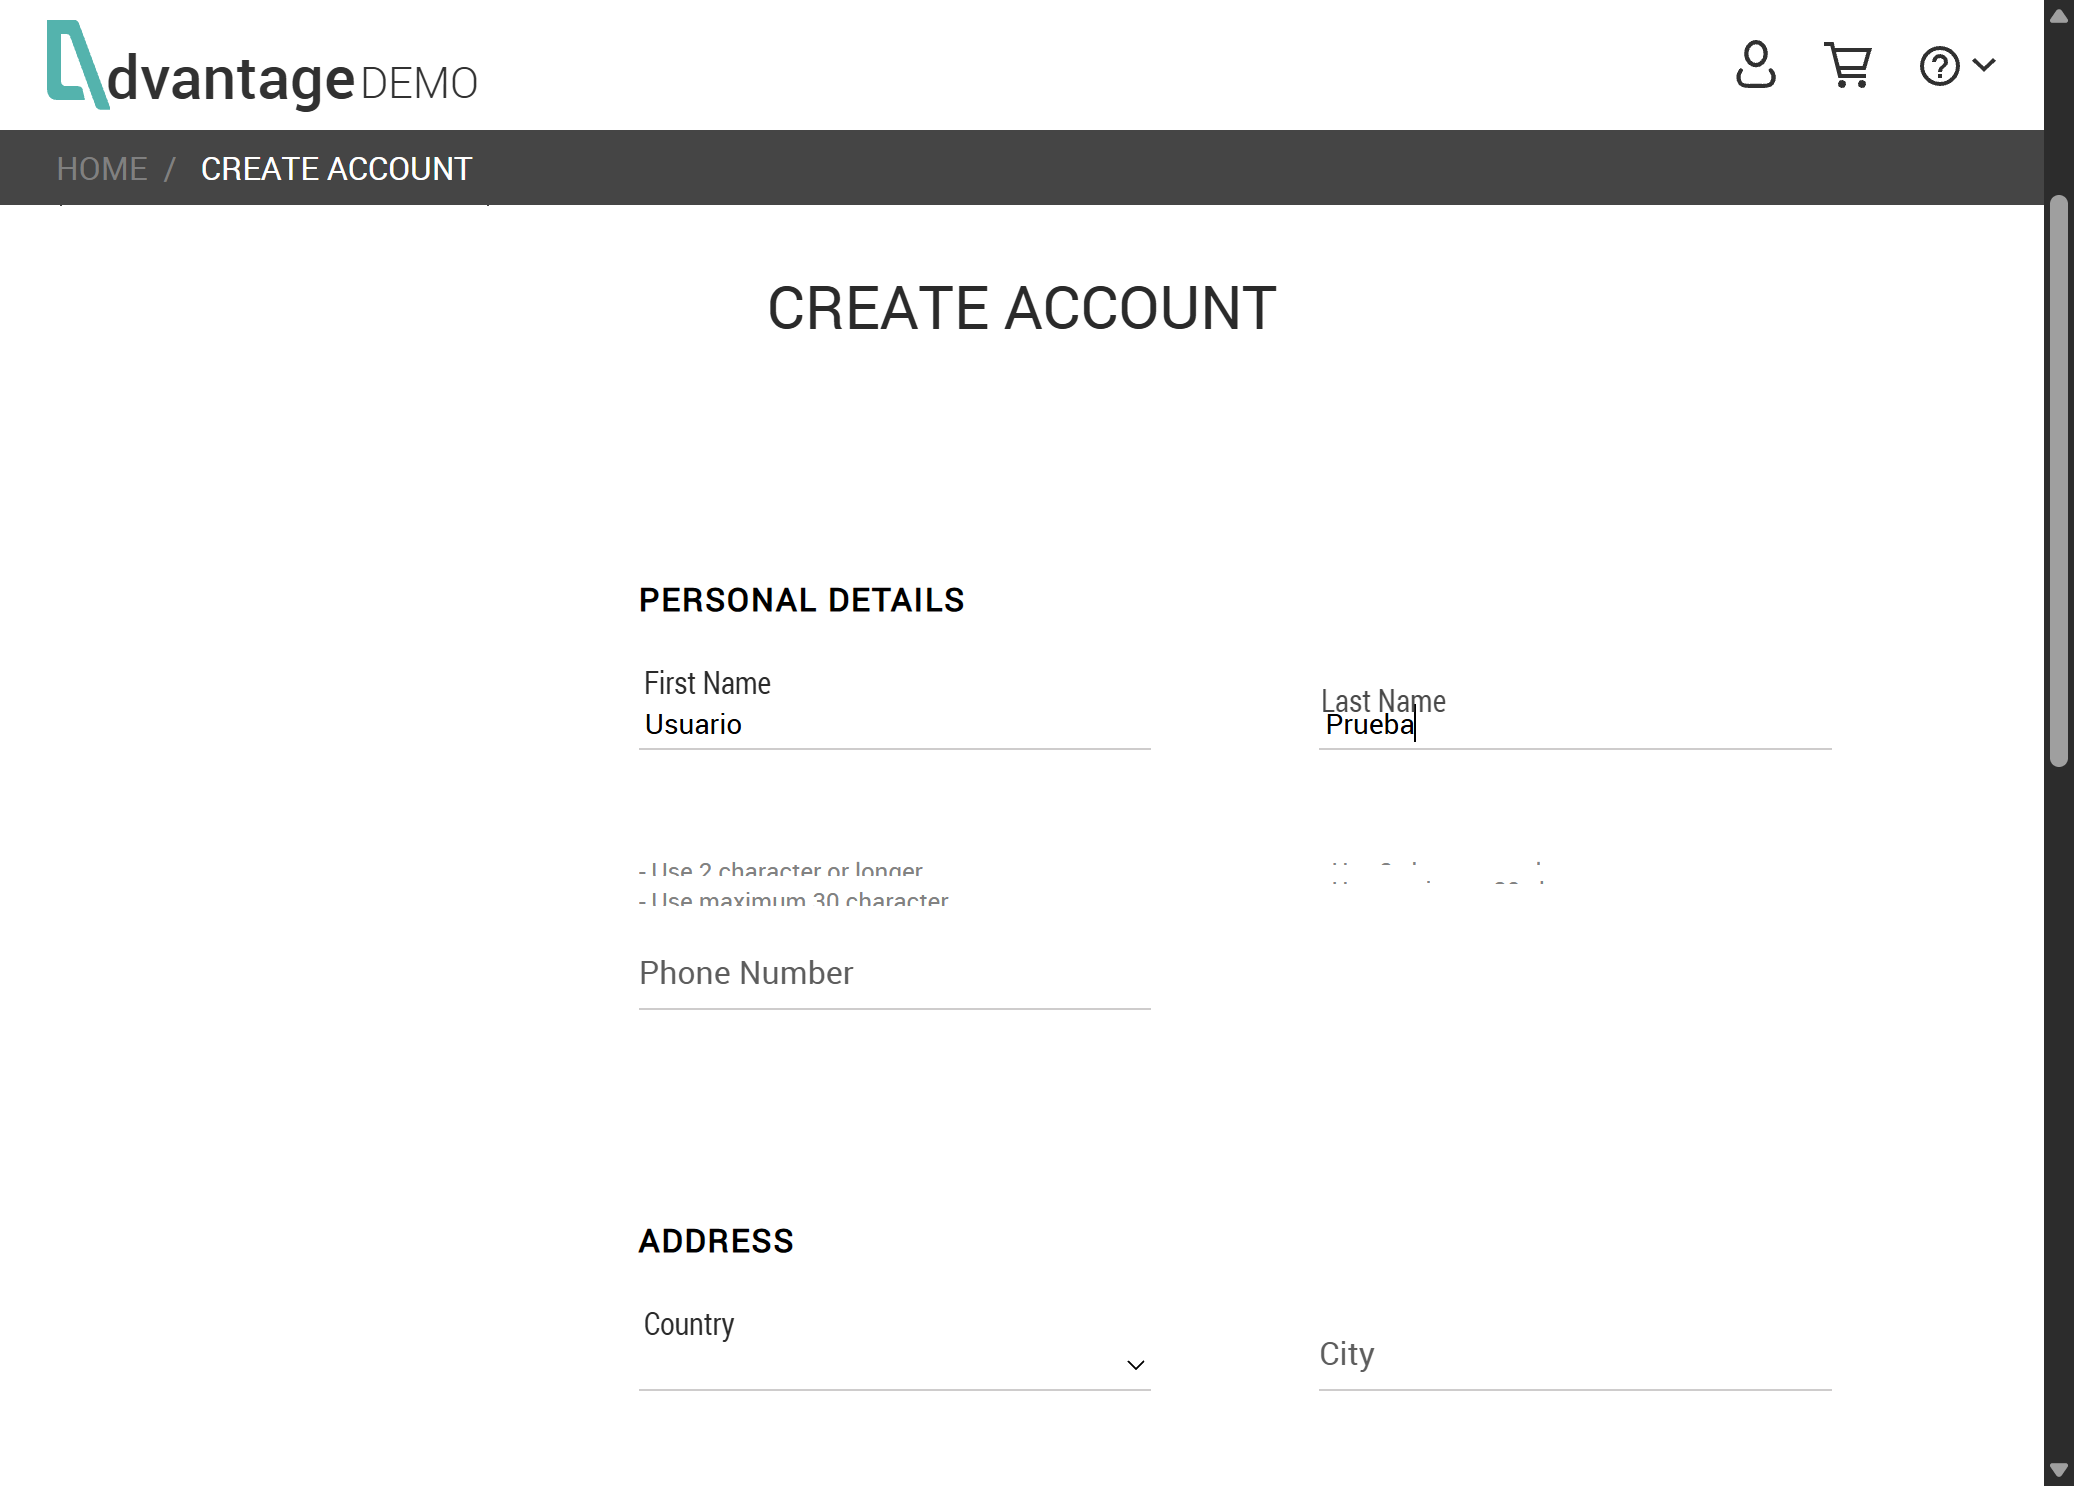 dvantage DEMO
HOME / CREATE ACCOUNT
CREATE ACCOUNT
PERSONAL DETAILS
First Name
Last Name
Usuario
Prueba
- Use 2 character or longer
- Use maximum 30 character
Phone Number
ADDRESS
Country
City